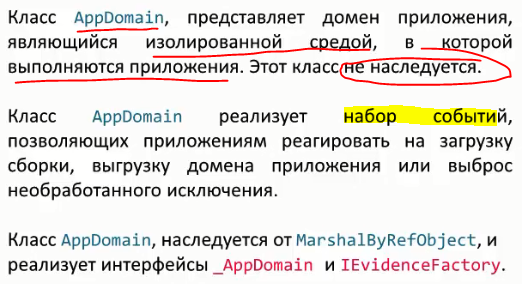 Класс AppDomain, представляет домен приложения,
являющийся изолированной средой, в которой
выполняются приложения. Этот класс не наследуется.
Класс AppDomain реализует набор событий,
позволяющих приложениям реагировать на загрузку
сборки, выгрузку домена приложения или выброс
необработанного исключения.
Класс AppDomain, наследуется от MarshalByRefObject, и
реализует интерфейсы _AppDomain и IEvidenceFactory.